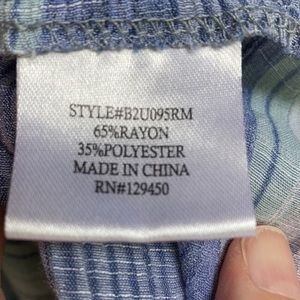 STYLE#B2U095RM
65%RAYON
35%POLYESTER
MADE IN CHINA
RN#129450